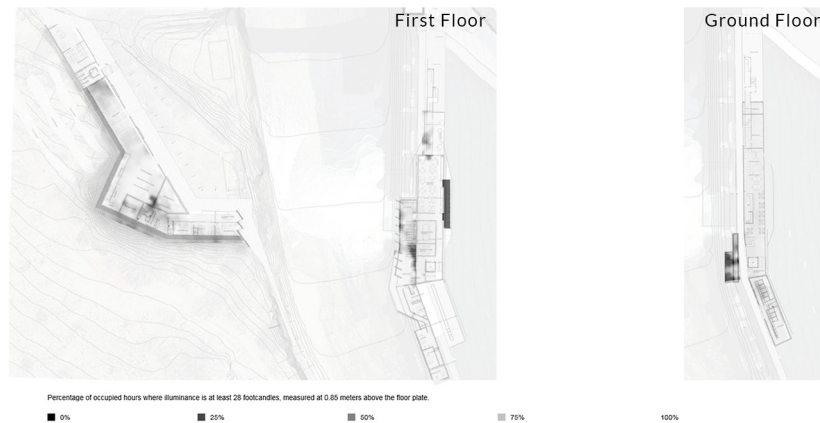 First Floor
Ground Floor
Percentage of occupied hours where illuminance is at least 28 footcandles, measured at 0.85 meters above the floor plate.
0%
25%
50%
75%
100%